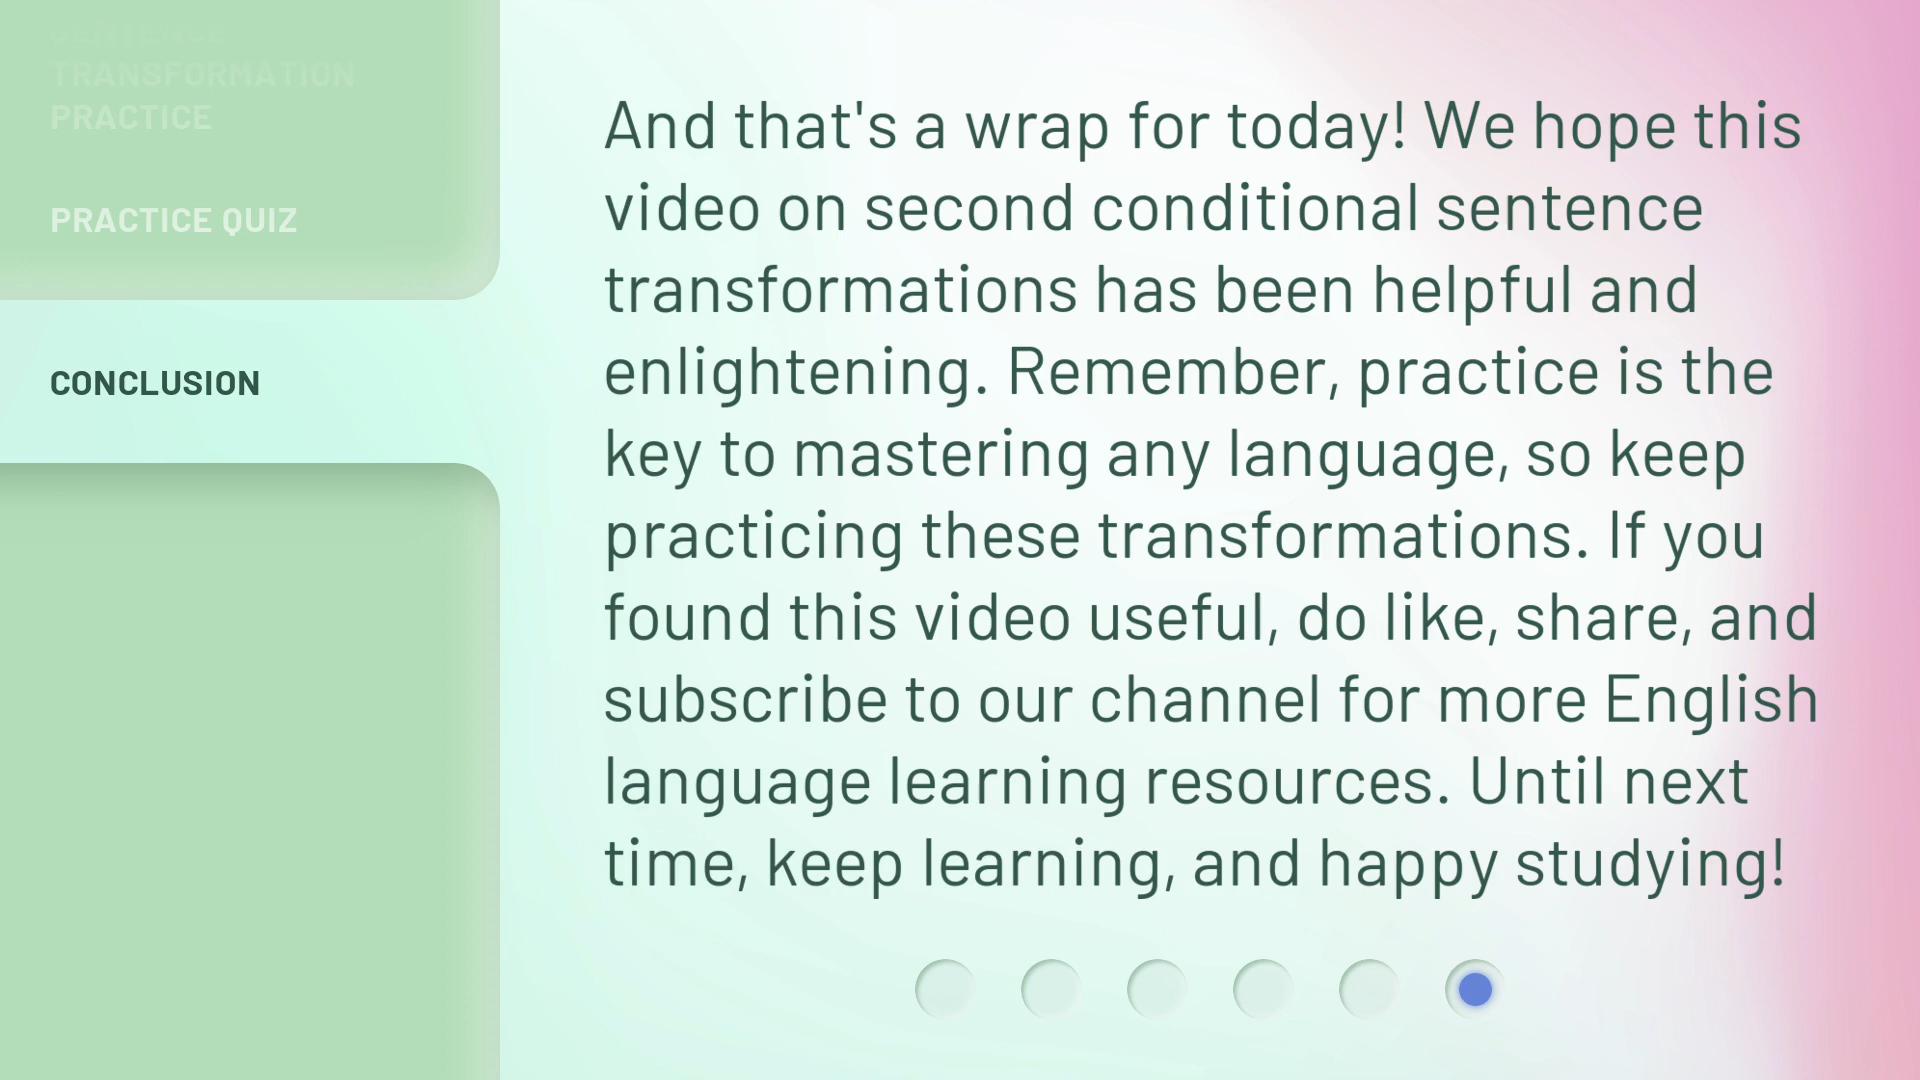 SENTENCE
TRANSFORMATION
PRACTICE
PRACTICE QUIZ
CONCLUSION
And that's a wrap for today! We hope this
video on second conditional sentence
transformations has been helpful and
enlightening. Remember, practice is the
key to mastering any language, so keep
practicing these transformations. If you
found this video useful, do like, share, and
subscribe to our channel for more English
language learning resources. Until next
time, keep learning, and happy studying!